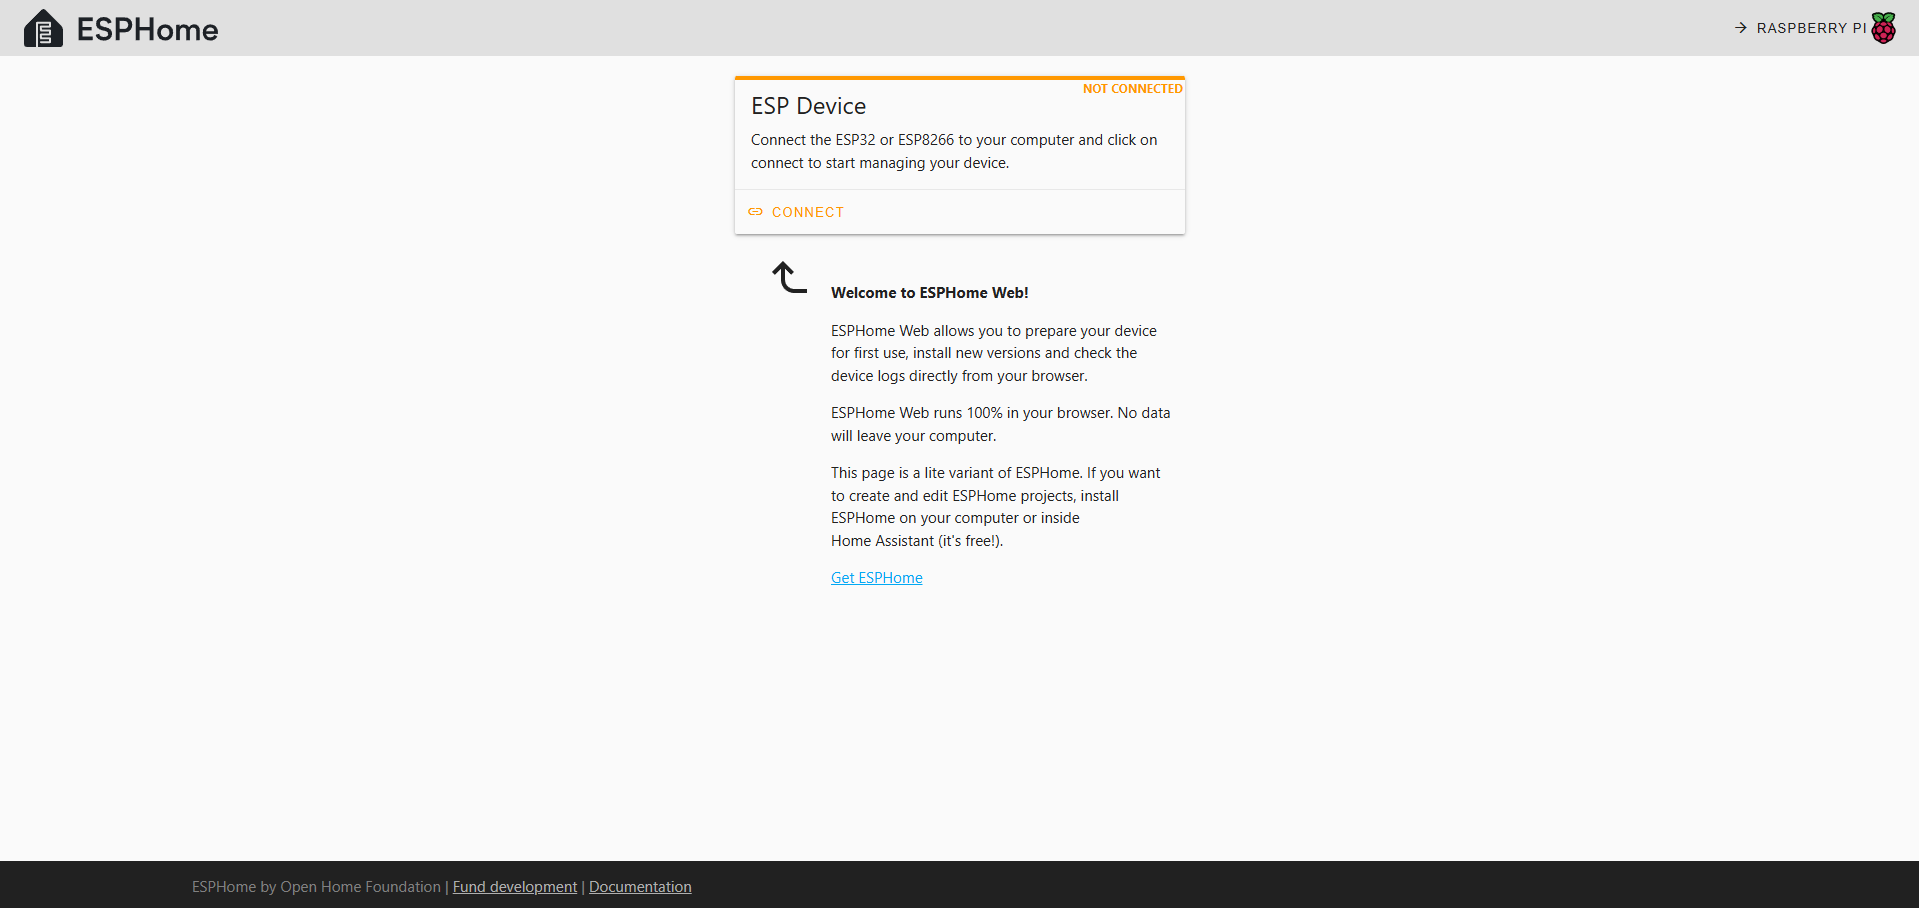 ESPHome
RASPBERRY PI
NOT CONNECTED
ESP Device
Connect the ESP32 or ESP8266 to your computer and click on
connect to start managing your device.
CONNECT
Welcome to ESPHome Web!
ESPHome Web allows you to prepare your device
for first use, install new versions and check the
device logs directly from your browser.
ESPHome Web runs 100% in your browser. No data
will leave your computer.
This page is a lite variant of ESPHome. If you want
to create and edit ESPHome projects, install
ESPHome on your computer or inside
Home Assistant (it's free!).
Get ESPHome
ESPHome by Open Home Foundation | Fund development | Documentation